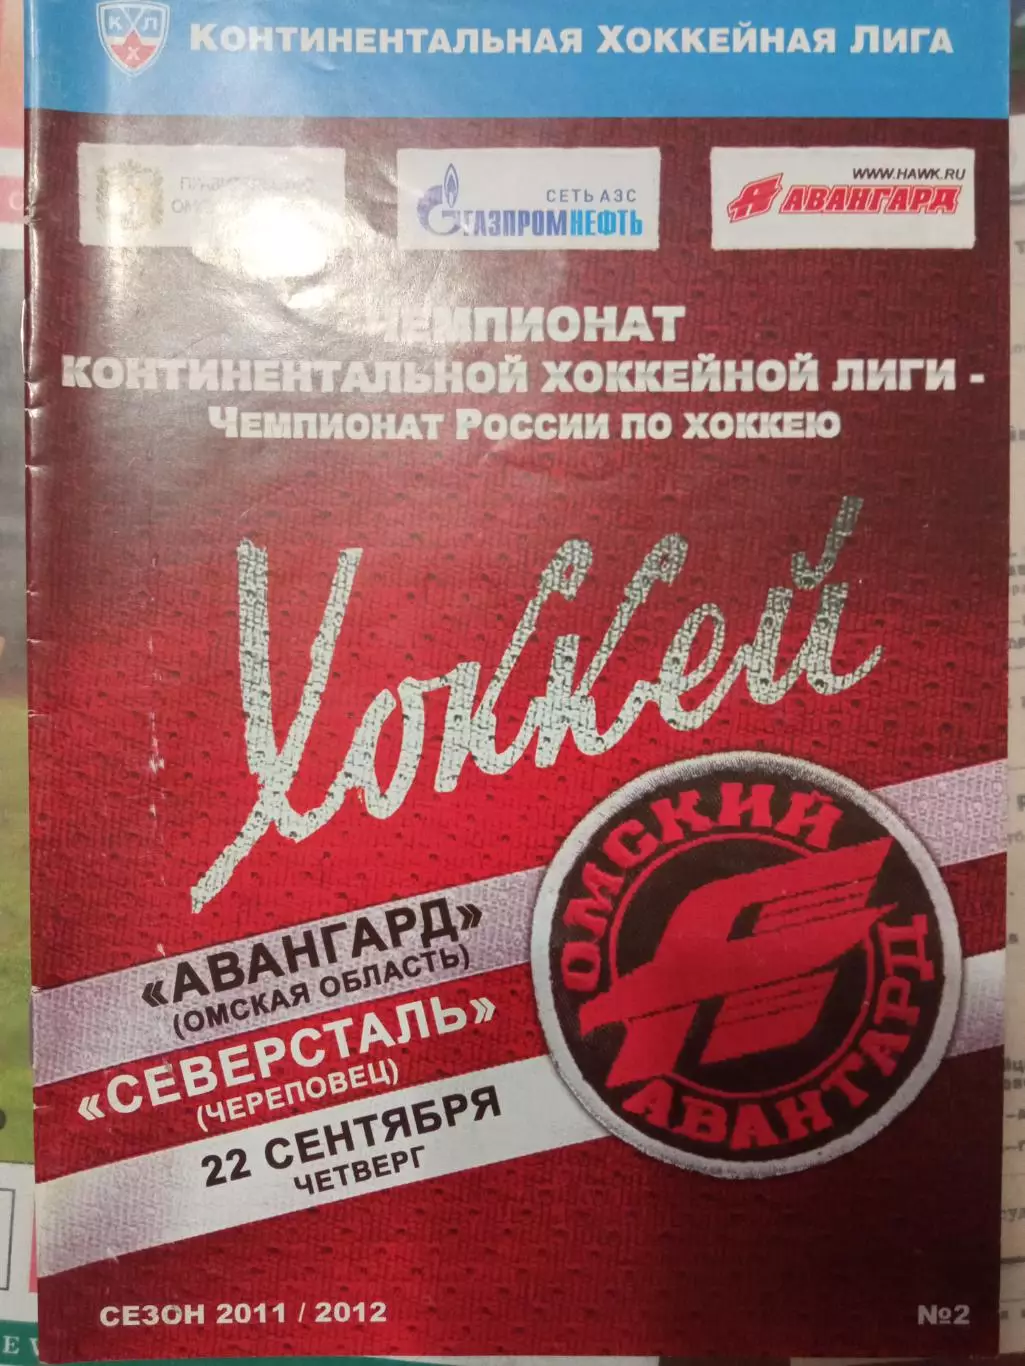 КХЛ
Континентальная Хоккейная Лига
СЕТЬ АЗС
ГАЗПРОМНЕФТЬ
WWW.HAWK.RU
АВАНГАРД
ЧЕМПИОНАТ
КОНТИНЕНТАЛЬНОЙ ХОККЕЙНОЙ ЛИГИ -
ЧЕМПИОНАТ РОССИИ ПО ХОККЕЮ
Хоккей
«АВАНГАРД»
(ОМСКАЯ ОБЛАСТЬ)
«СЕВЕРСТАЛЬ»
(ЧЕРЕПОВЕЦ)
22 СЕНТЯБРЯ
ЧЕТВЕРГ
ОМСКИЙ
АВАНГАРД
СЕЗОН 2011 / 2012
№2